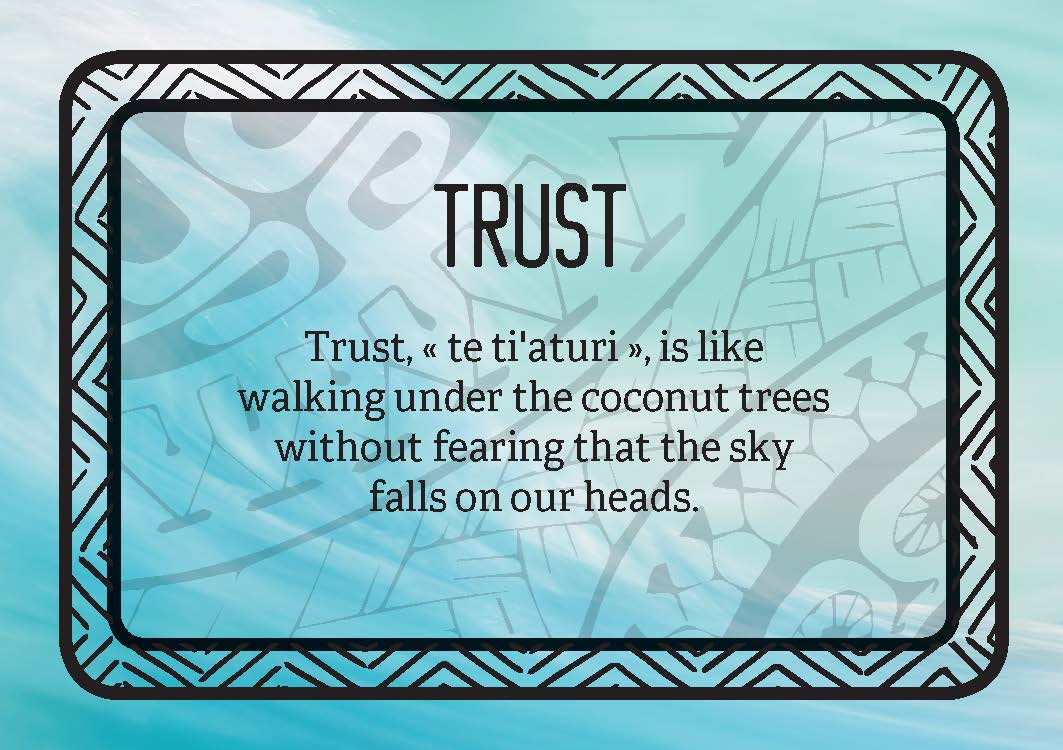 TRUST
Trust, « te ti'aturi », is like
walking under the coconut trees
without fearing that the sky
falls on our heads.